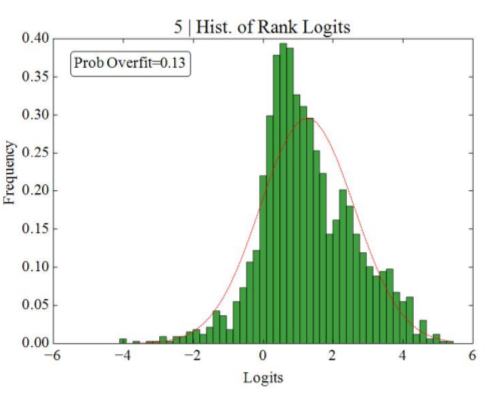 5 | Hist. of Rank Logits
Prob Overfit=0.13
Frequency
0.40
0.35
0.30
0.25
0.20
0.15
0.10
0.05
0.00
−6 −4 −2 0 2 4 6
Logits